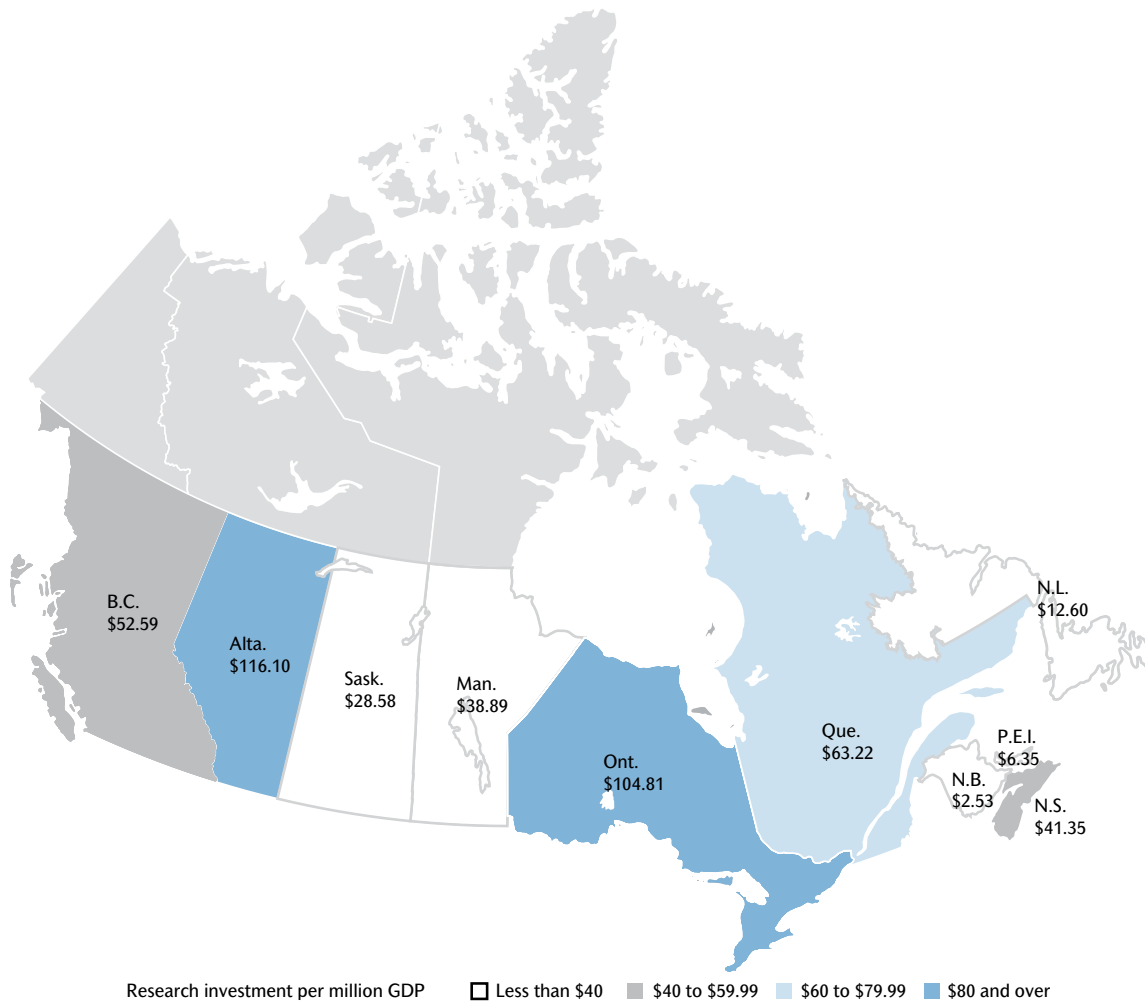 N.L.
$12.60
B.C.
$52.59
Alta.
$116.10
Sask.
$28.58
Man.
$38.89
Que.
$63.22
P.E.I.
$6.35
Ont.
$104.81
N.B.
$2.53
N.S.
$41.35
Research investment per million GDP Less than $40 $40 to $59.99 $60 to $79.99 $80 and over